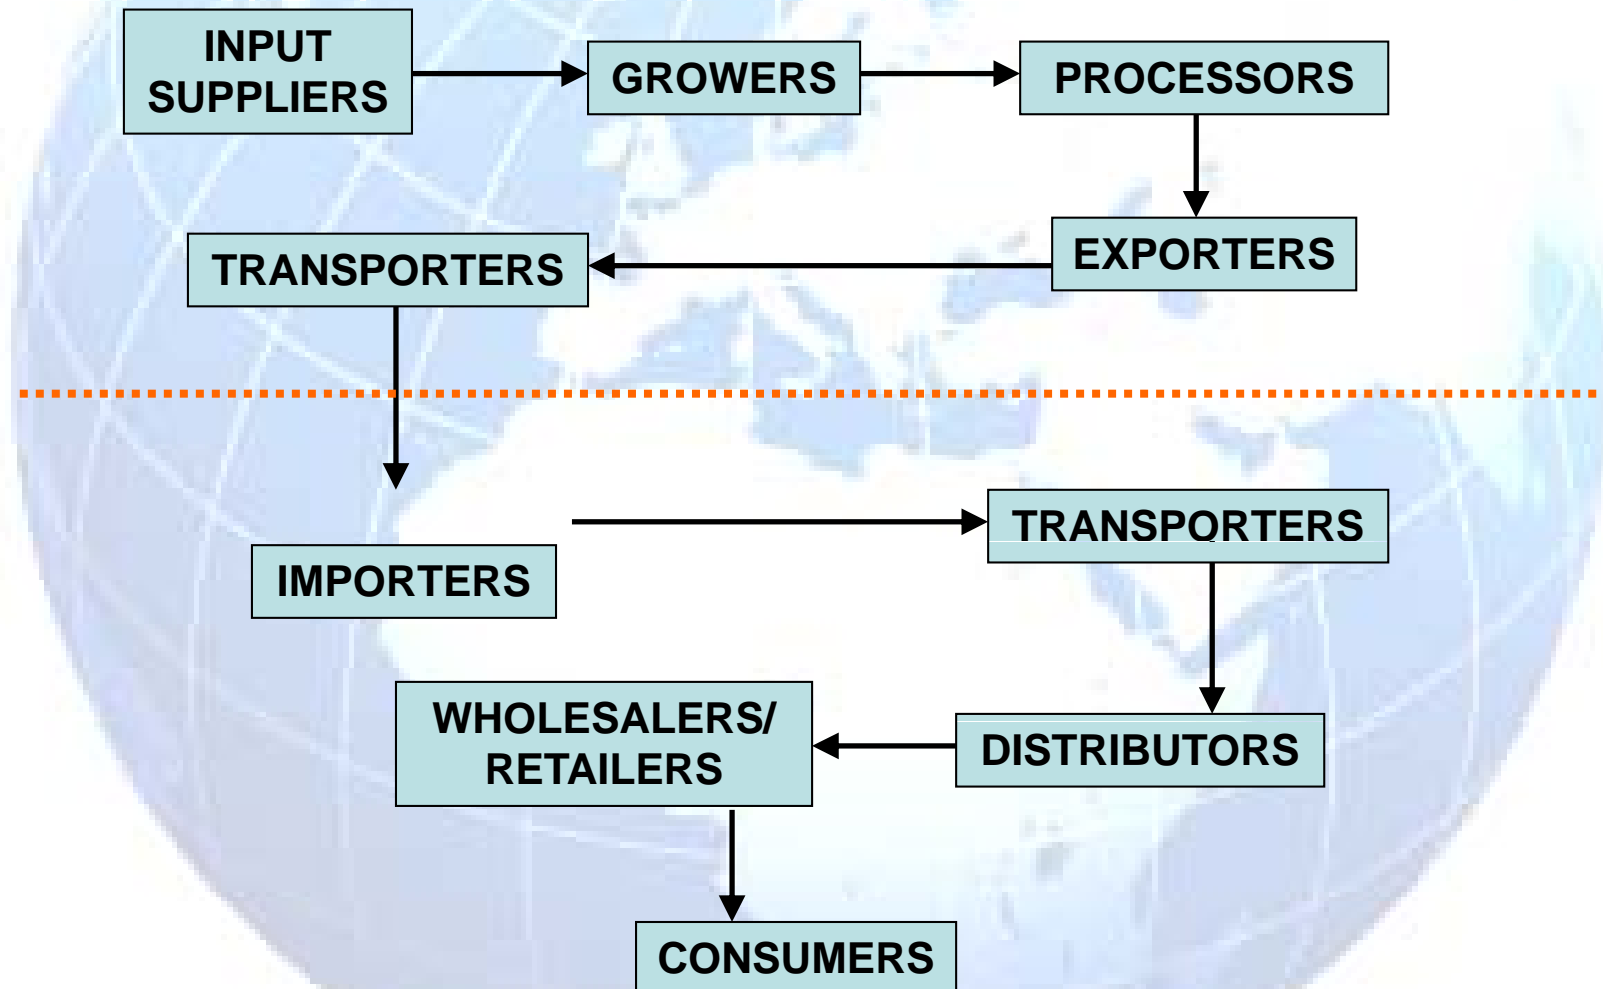 INPUT
SUPPLIERS
GROWERS
PROCESSORS
EXPORTERS
TRANSPORTERS
IMPORTERS
TRANSPORTERS
DISTRIBUTORS
WHOLESALERS/
RETAILERS
CONSUMERS